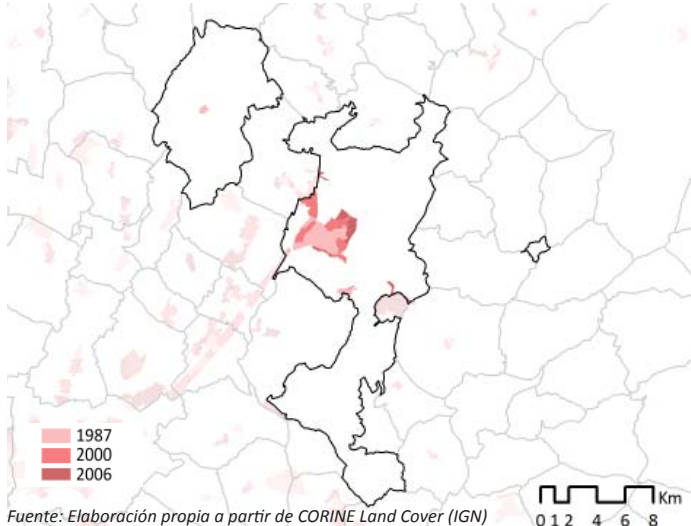 1987
2000
2006
Km
0 1 2 4 6 8
Fuente: Elaboración propia a partir de CORINE Land Cover (IGN)